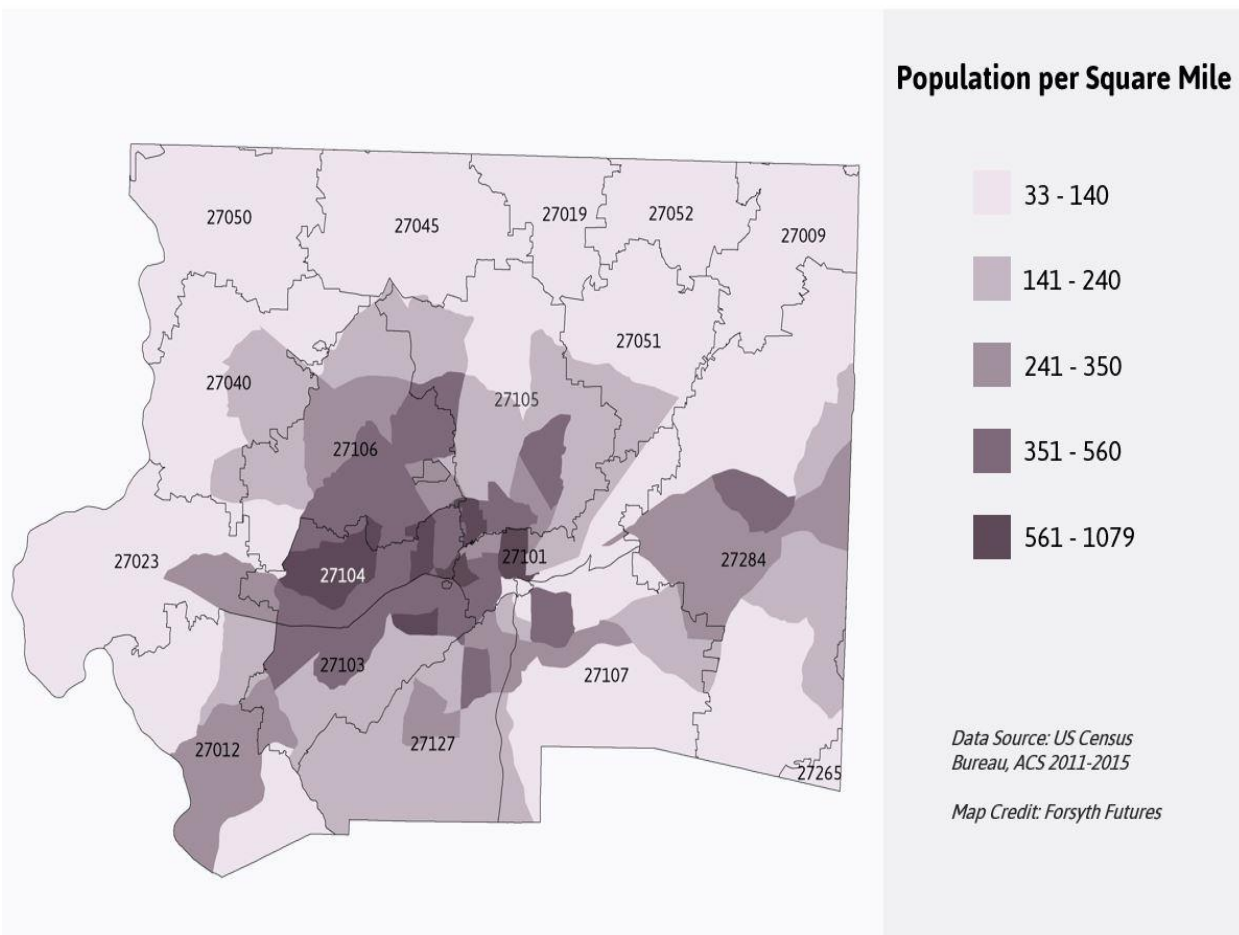 Population per Square Mile
33 - 140
141 - 240
241 - 350
351 - 560
561 - 1079
Data Source: US Census
Bureau, ACS 2011-2015
Map Credit: Forsyth Futures
27050
27045
27019
27052
27009
27051
27040
27105
27106
27023
27104
27101
27284
27103
27107
27012
27127
27265